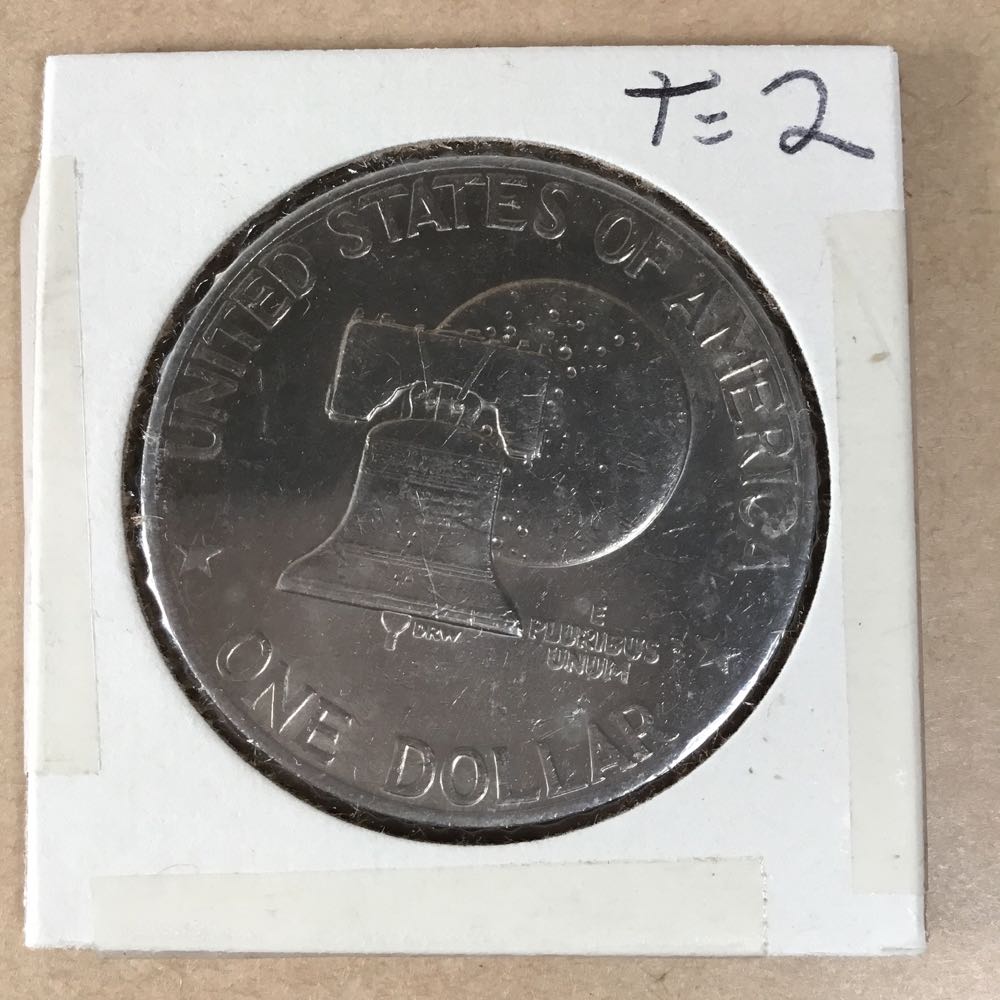 T= 2
UNITED STATES OF AMERICA
DRW
E
PLURIBUS
UNUM
ONE DOLLAR